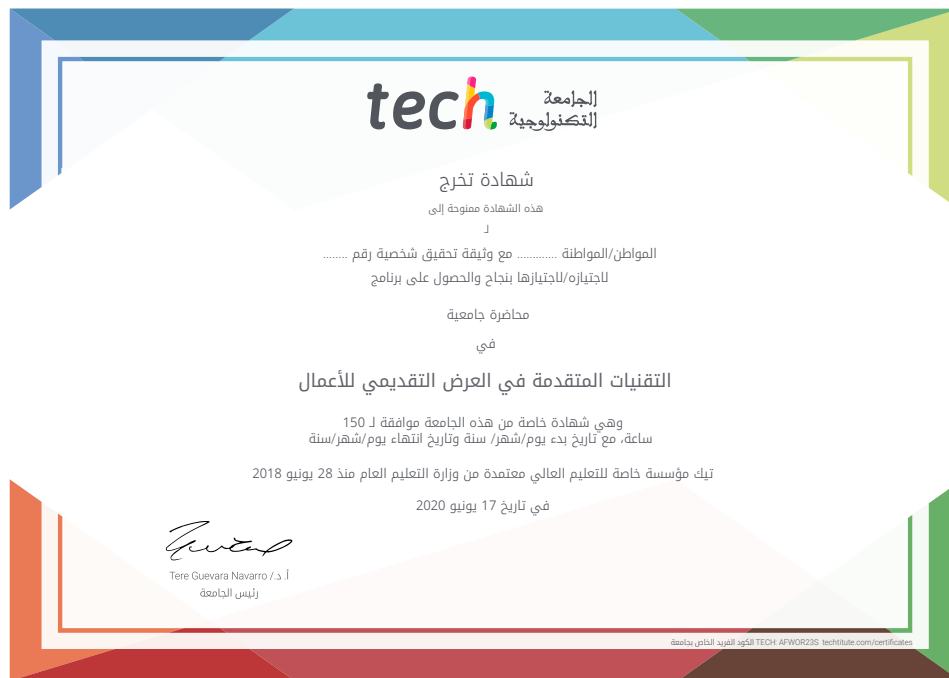 tech الجامعة
التكنولوجية
شهادة تخرج
هذه الشهادة ممنوحة إلى
لـ
المواطن/المواطنة ............ مع وثيقة تحقيق شخصية رقم ........
لاجتيازه/لاجتيازها بنجاح والحصول على برنامج
محاضرة جامعية
في
التقنيات المتقدمة في العرض التقديمي للأعمال
وهي شهادة خاصة من هذه الجامعة موافقة لـ 150
ساعة، مع تاريخ بدء يوم/شهر/ سنة وتاريخ انتهاء يوم/شهر/سنة
تيك مؤسسة خاصة للتعليم العالي معتمدة من وزارة التعليم العام منذ 28 يونيو 2018
في تاريخ 17 يونيو 2020
أ. د./ Tere Guevara Navarro
رئيس الجامعة
الكود الفريد الخاص بجامعة TECH: AFWOR23S techtitute.com/certificates